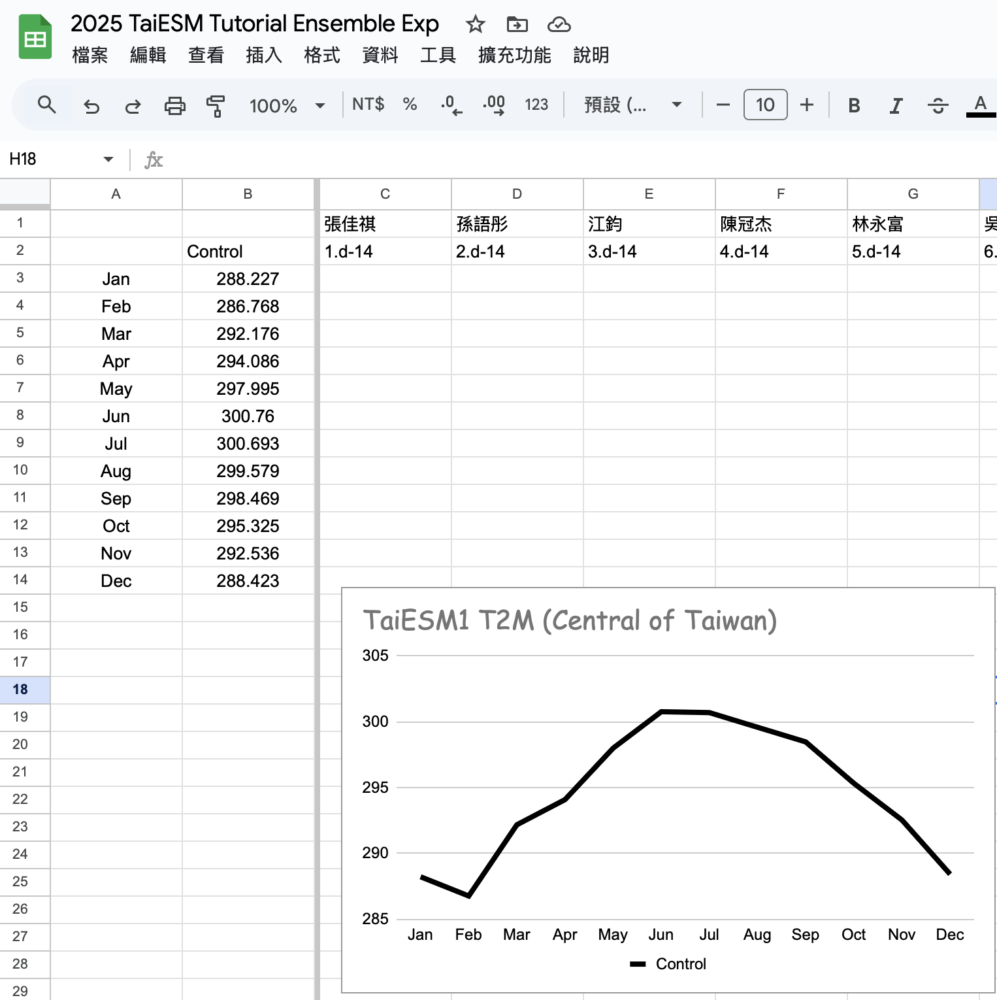 2025 TaiESM Tutorial Ensemble Exp
檔案 編輯 查看 插入 格式 資料 工具 擴充功能 說明
100% NT$ % .0 .00 123 預設 (... 10 B I S A
H18 fx
A B C D E F G
1 張佳祺 孫語彤 江鈞 陳冠杰 林永富 吳
2 Control 1.d-14 2.d-14 3.d-14 4.d-14 5.d-14 6.
3 Jan 288.227
4 Feb 286.768
5 Mar 292.176
6 Apr 294.086
7 May 297.995
8 Jun 300.76
9 Jul 300.693
10 Aug 299.579
11 Sep 298.469
12 Oct 295.325
13 Nov 292.536
14 Dec 288.423
15
16
17
18
19
20
21
22
23
24
25
26
27
28
29
TaiESM1 T2M (Central of Taiwan)
305
300
295
290
285
Jan Feb Mar Apr May Jun Jul Aug Sep Oct Nov Dec
Control